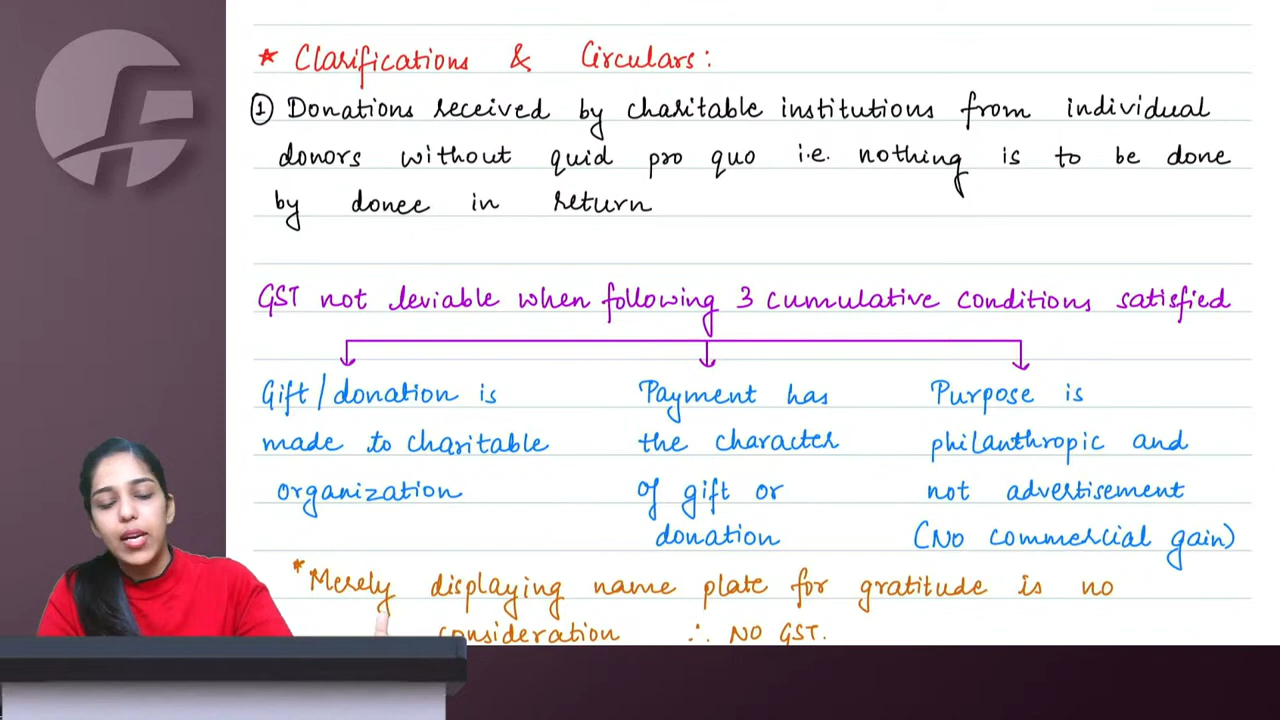 * Clarifications & Circulars:
① Donations received by charitable institutions from individual
donors without quid pro quo i.e. nothing is to be done
by donee in return
GST not leviable when following 3 cumulative conditions satisfied
Gift/donation is
made to charitable
organization
Payment has
the character
of gift or
donation
Purpose is
philanthropic and
not advertisement
(No commercial gain)
* Merely displaying name plate for gratitude is no
consideration ∴ NO GST.